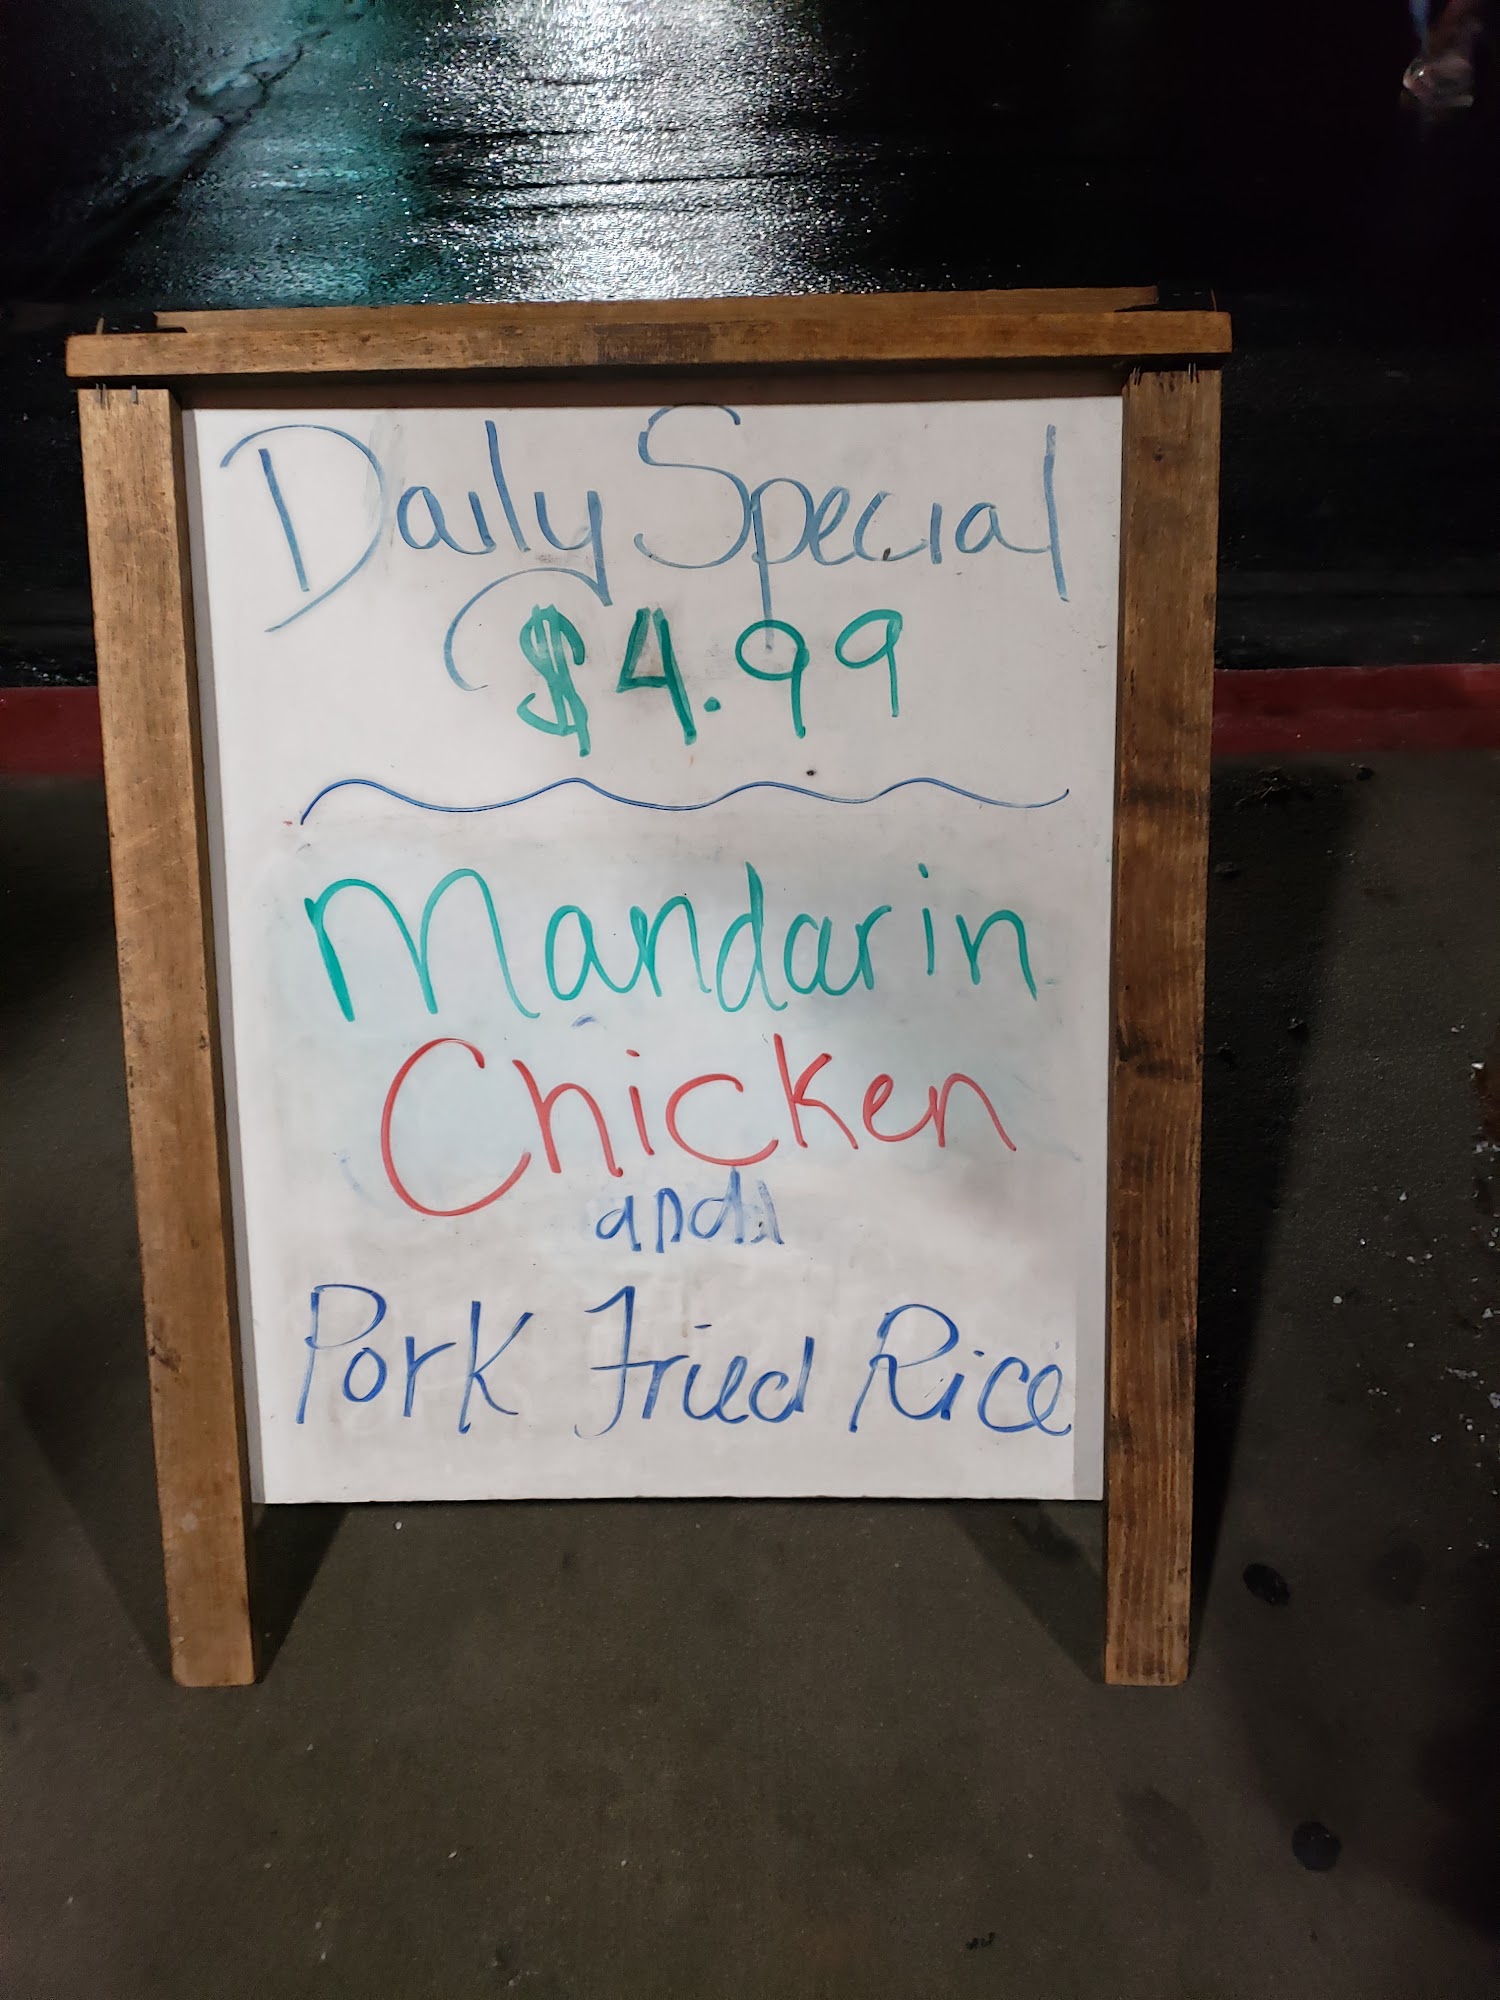 Daily Special
$4.99
Mandarin
Chicken
and
Pork Fried Rice